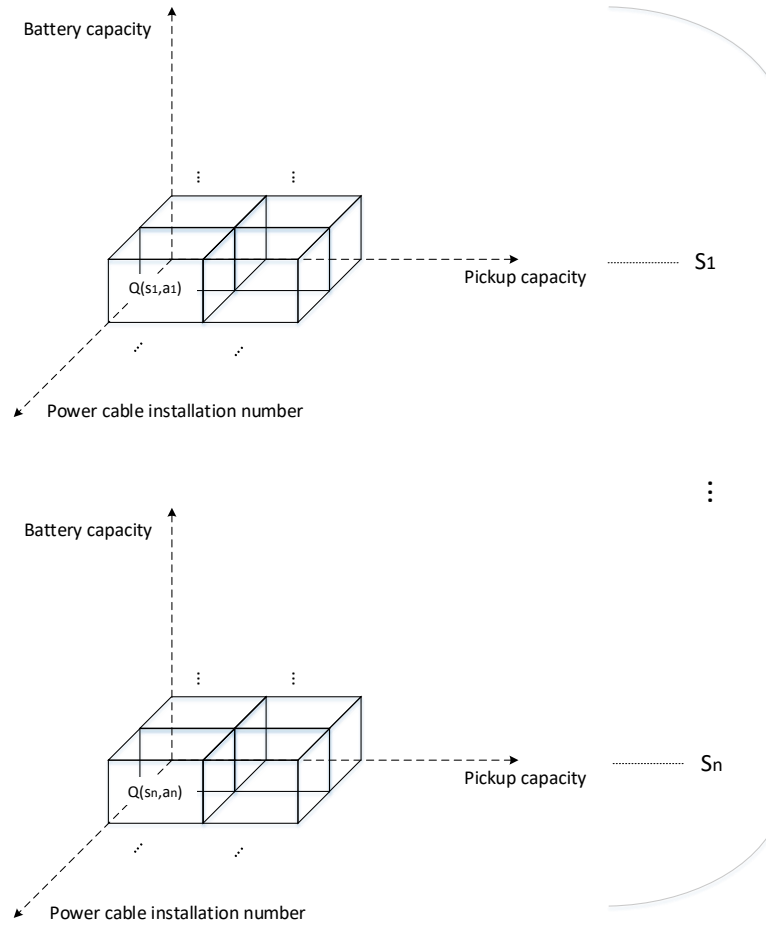 Battery capacity
Pickup capacity
S1
Q(s1,a1)
Power cable installation number
Battery capacity
Pickup capacity
Sn
Q(sn,an)
Power cable installation number